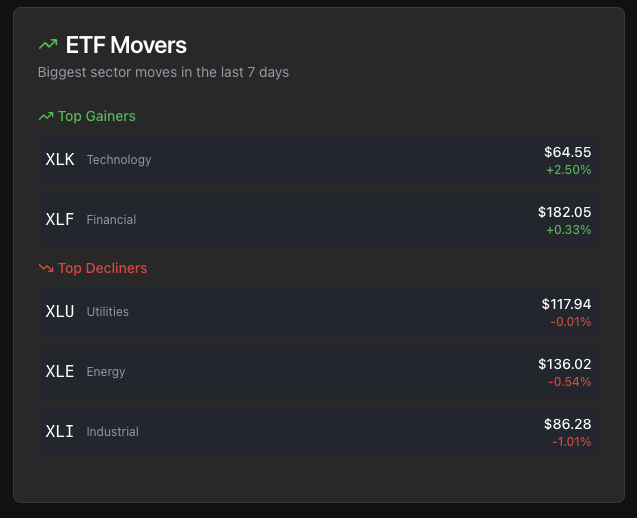 ETF Movers
Biggest sector moves in the last 7 days
Top Gainers
XLK Technology $64.55
+2.50%
XLF Financial $182.05
+0.33%
Top Decliners
XLU Utilities $117.94
-0.01%
XLE Energy $136.02
-0.54%
XLI Industrial $86.28
-1.01%